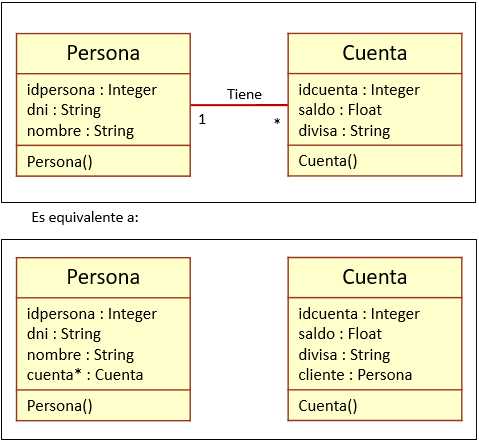 Persona
idpersona : Integer
dni : String
nombre : String
Persona()
Tiene
1
*
Cuenta
idcuenta : Integer
saldo : Float
divisa : String
Cuenta()
Es equivalente a:
Persona
idpersona : Integer
dni : String
nombre : String
cuenta* : Cuenta
Persona()
Cuenta
idcuenta : Integer
saldo : Float
divisa : String
cliente : Persona
Cuenta()